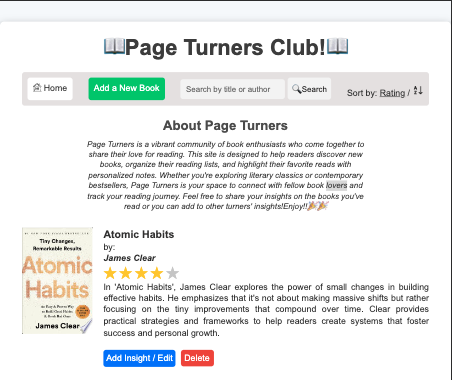 📖Page Turners Club!📖
Home Add a New Book Search by title or author 🔍Search Sort by: Rating / A Z
About Page Turners
Page Turners is a vibrant community of book enthusiasts who come together to
share their love for reading. This site is designed to help readers discover new
books, organize their reading lists, and highlight their favorite reads with
personalized notes. Whether you're exploring literary classics or contemporary
bestsellers, Page Turners is your space to connect with fellow book lovers and
track your reading journey. Feel free to share your insights on the books you've
read or you can add to other turners' insights!Enjoy!!🎉🎉
Tiny Changes,
Remarkable Results
Atomic
Habits
An Easy & Proven Way
to Build Good Habits
& Break Bad Ones
James Clear
Atomic Habits
by:
James Clear
In 'Atomic Habits', James Clear explores the power of small changes in building
effective habits. He emphasizes that it's not about making massive shifts but rather
focusing on the tiny improvements that compound over time. Clear provides
practical strategies and frameworks to help readers create systems that foster
success and personal growth.
Add Insight / Edit Delete